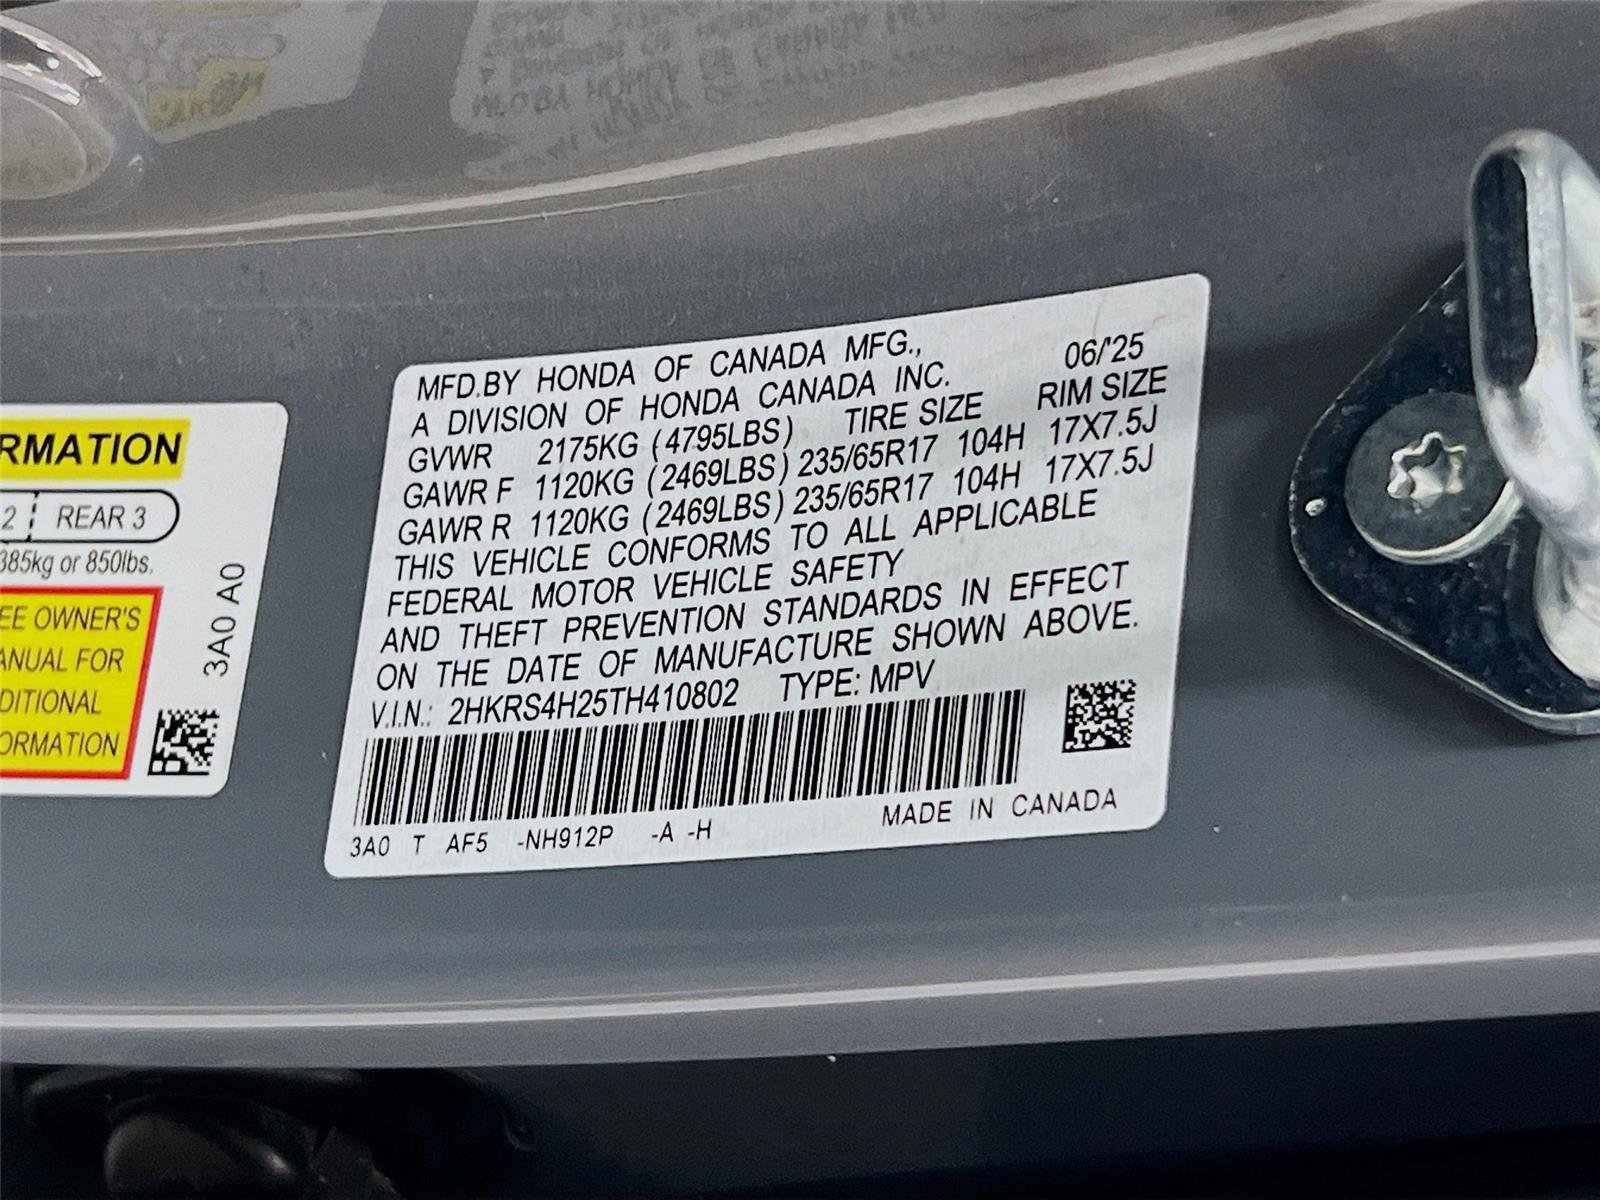 MFD.BY HONDA OF CANADA MFG., 06/'25
A DIVISION OF HONDA CANADA INC.
GVWR 2175KG (4795LBS) TIRE SIZE RIM SIZE
GAWR F 1120KG (2469LBS) 235/65R17 104H 17X7.5J
GAWR R 1120KG (2469LBS) 235/65R17 104H 17X7.5J
THIS VEHICLE CONFORMS TO ALL APPLICABLE
FEDERAL MOTOR VEHICLE SAFETY
AND THEFT PREVENTION STANDARDS IN EFFECT
ON THE DATE OF MANUFACTURE SHOWN ABOVE.
V.I.N.: 2HKRS4H25TH410802 TYPE: MPV
3A0 T AF5 -NH912P -A -H MADE IN CANADA
RMATION
2 REAR 3
385kg or 850lbs.
EE OWNER'S
ANUAL FOR
DITIONAL
ORMATION
3A0 A0